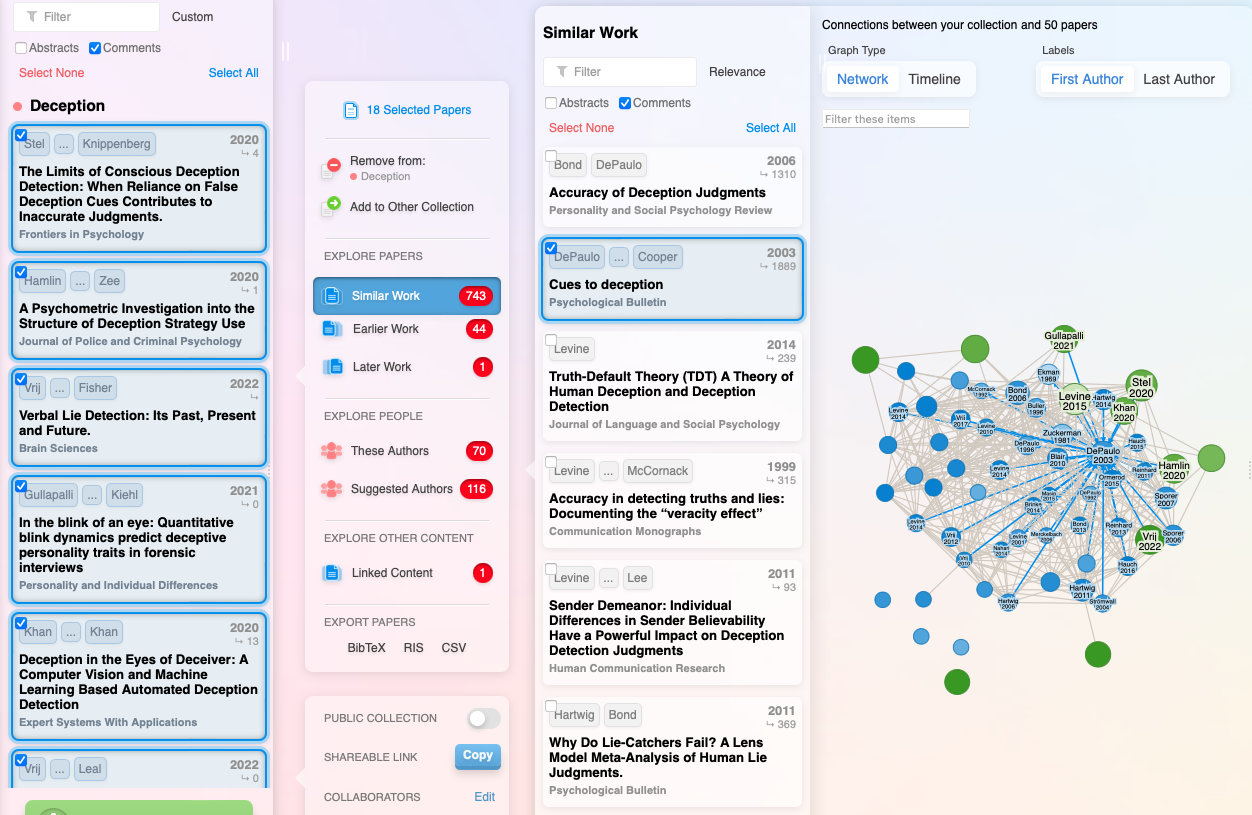 Filter
Custom
Abstracts
Comments
Select None
Select All
Deception
Stel
...
Knippenberg
2020
↪ 4
The Limits of Conscious Deception
Detection: When Reliance on False
Deception Cues Contributes to
Inaccurate Judgments.
Frontiers in Psychology
Hamlin
...
Zee
2020
↪ 1
A Psychometric Investigation into the
Structure of Deception Strategy Use
Journal of Police and Criminal Psychology
Vrij
...
Fisher
2022
↪
Verbal Lie Detection: Its Past, Present
and Future.
Brain Sciences
Gullapalli
...
Kiehl
2021
↪ 0
In the blink of an eye: Quantitative
blink dynamics predict deceptive
personality traits in forensic
interviews
Personality and Individual Differences
Khan
...
Khan
2020
↪ 13
Deception in the Eyes of Deceiver: A
Computer Vision and Machine
Learning Based Automated Deception
Detection
Expert Systems With Applications
Vrij
...
Leal
2022
↪ 0
18 Selected Papers
Remove from:
Deception
Add to Other Collection
EXPLORE PAPERS
Similar Work
743
Earlier Work
44
Later Work
1
EXPLORE PEOPLE
These Authors
70
Suggested Authors
116
EXPLORE OTHER CONTENT
Linked Content
1
EXPORT PAPERS
BibTeX
RIS
CSV
PUBLIC COLLECTION
SHAREABLE LINK
Copy
COLLABORATORS
Edit
Similar Work
Filter
Relevance
Abstracts
Comments
Select None
Select All
Bond
DePaulo
2006
↪ 1310
Accuracy of Deception Judgments
Personality and Social Psychology Review
DePaulo
...
Cooper
2003
↪ 1889
Cues to deception
Psychological Bulletin
Levine
2014
↪ 239
Truth-Default Theory (TDT) A Theory of
Human Deception and Deception
Detection
Journal of Language and Social Psychology
Levine
...
McCornack
1999
↪ 315
Accuracy in detecting truths and lies:
Documenting the “veracity effect”
Communication Monographs
Levine
...
Lee
2011
↪ 93
Sender Demeanor: Individual
Differences in Sender Believability
Have a Powerful Impact on Deception
Detection Judgments
Human Communication Research
Hartwig
Bond
2011
↪ 369
Why Do Lie-Catchers Fail? A Lens
Model Meta-Analysis of Human Lie
Judgments.
Psychological Bulletin
Connections between your collection and 50 papers
Graph Type
Labels
Network
Timeline
First Author
Last Author
Filter these items
Gullapalli
2021
Ekman
1969
Stel
2020
McCornack
1992
Bond
2006
Levine
2015
Hartwig
2014
Buller
1996
Khan
2020
Levine
2014
Vrij
2017
Levine
2010
Zuckerman
1981
DePaulo
1996
Hauch
2015
DePaulo
2003
Blair
2010
Levine
2014
Reinhard
2011
Hamlin
2020
Ormerod
2015
Masip
2015
DePaulo
1992
Sporer
2007
Brinke
2014
Levine
2014
Bond
2013
Reinhard
2013
Vrij
2012
Levine
2001
Merckelbach
2006
Vrij
2022
Sporer
2006
Nahari
2014
Vrij
2010
Hauch
2016
Hartwig
2011
Hartwig
2006
Strömwall
2004